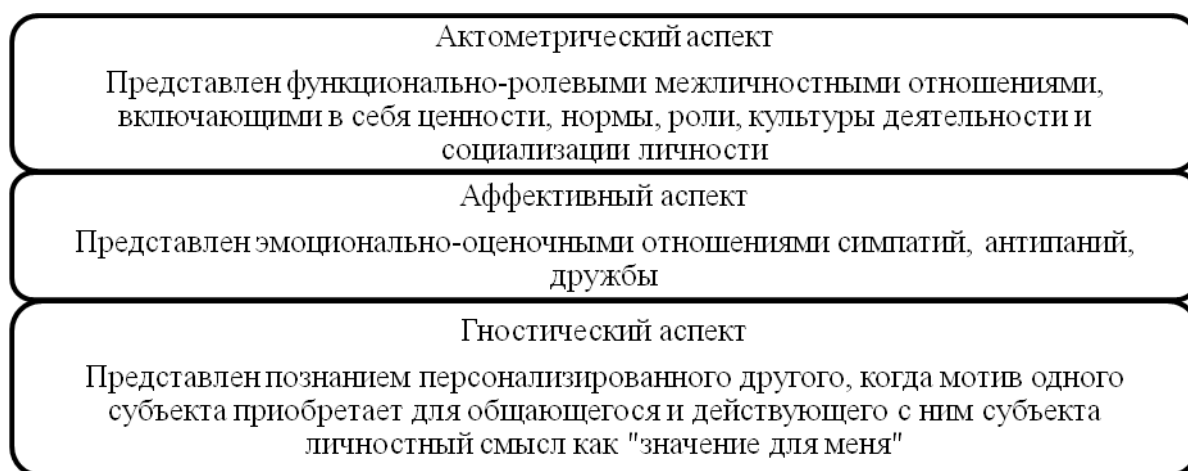 Актометрический аспект
Представлен функционально-ролевыми межличностными отношениями,
включающими в себя ценности, нормы, роли, культуры деятельности и
социализации личности
Аффективный аспект
Представлен эмоционально-оценочными отношениями симпатий, антипаний,
дружбы
Гностический аспект
Представлен познанием персонализированного другого, когда мотив одного
субъекта приобретает для общающегося и действующего с ним субъекта
личностный смысл как "значение для меня"